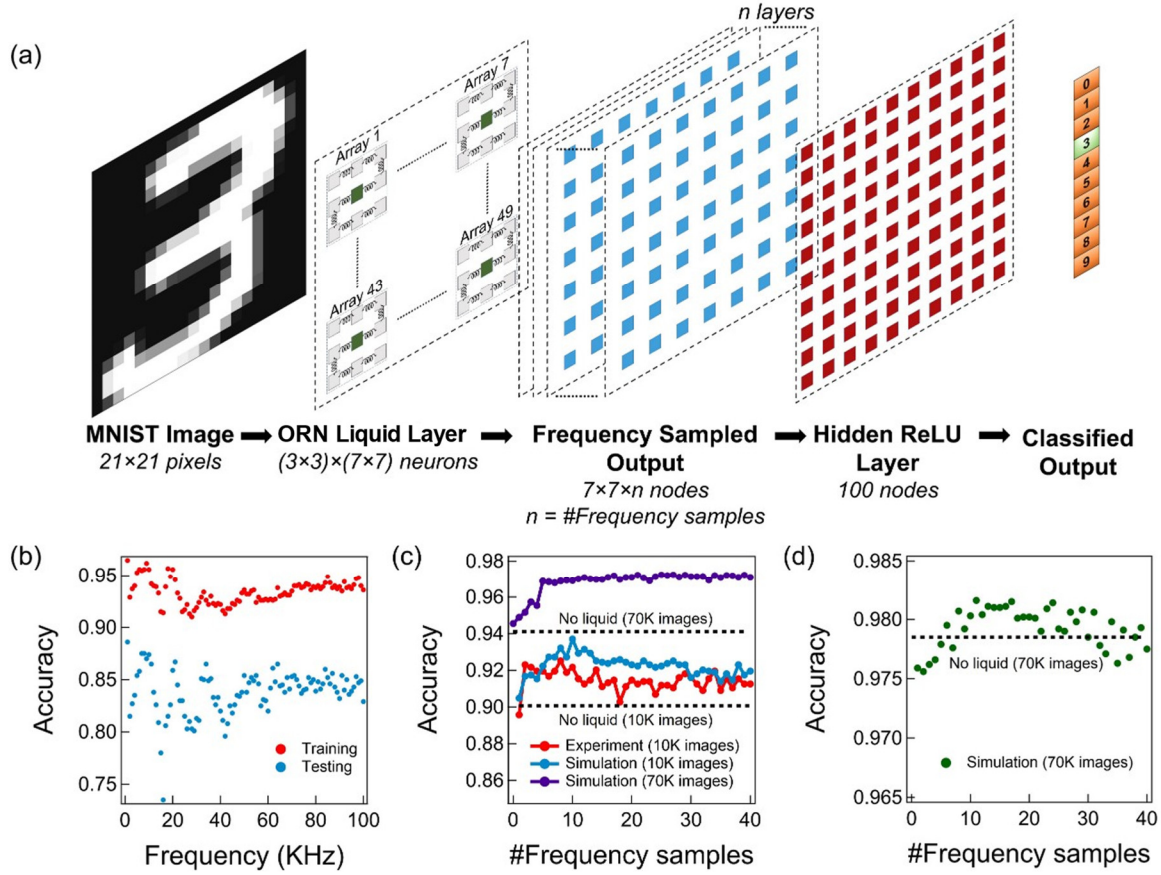 (a)
n layers
Array 1
Array 7
Array 43
Array 49
0
1
2
3
4
5
6
7
8
9
MNIST Image
21×21 pixels
ORN Liquid Layer
(3×3)×(7×7) neurons
Frequency Sampled
Output
7×7×n nodes
n = #Frequency samples
Hidden ReLU
Layer
100 nodes
Classified
Output
(b)
Accuracy
0.95
0.90
0.85
0.80
0.75
Training
Testing
0 20 40 60 80 100
Frequency (KHz)
(c)
Accuracy
0.98
0.96
0.94
0.92
0.90
0.88
0.86
No liquid (70K images)
No liquid (10K images)
Experiment (10K images)
Simulation (10K images)
Simulation (70K images)
0 10 20 30 40
#Frequency samples
(d)
Accuracy
0.985
0.980
0.975
0.970
0.965
No liquid (70K images)
Simulation (70K images)
0 10 20 30 40
#Frequency samples